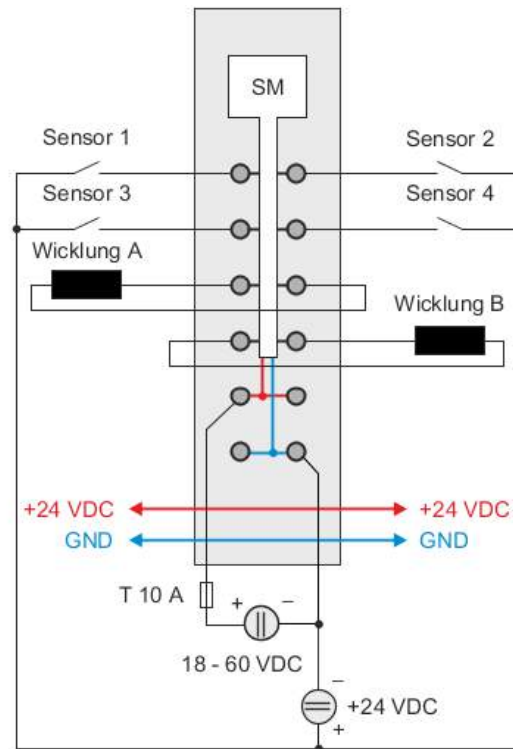 SM
Sensor 1
Sensor 2
Sensor 3
Sensor 4
Wicklung A
Wicklung B
+24 VDC
+24 VDC
GND
GND
T 10 A
+
–
18 - 60 VDC
–
+24 VDC
+